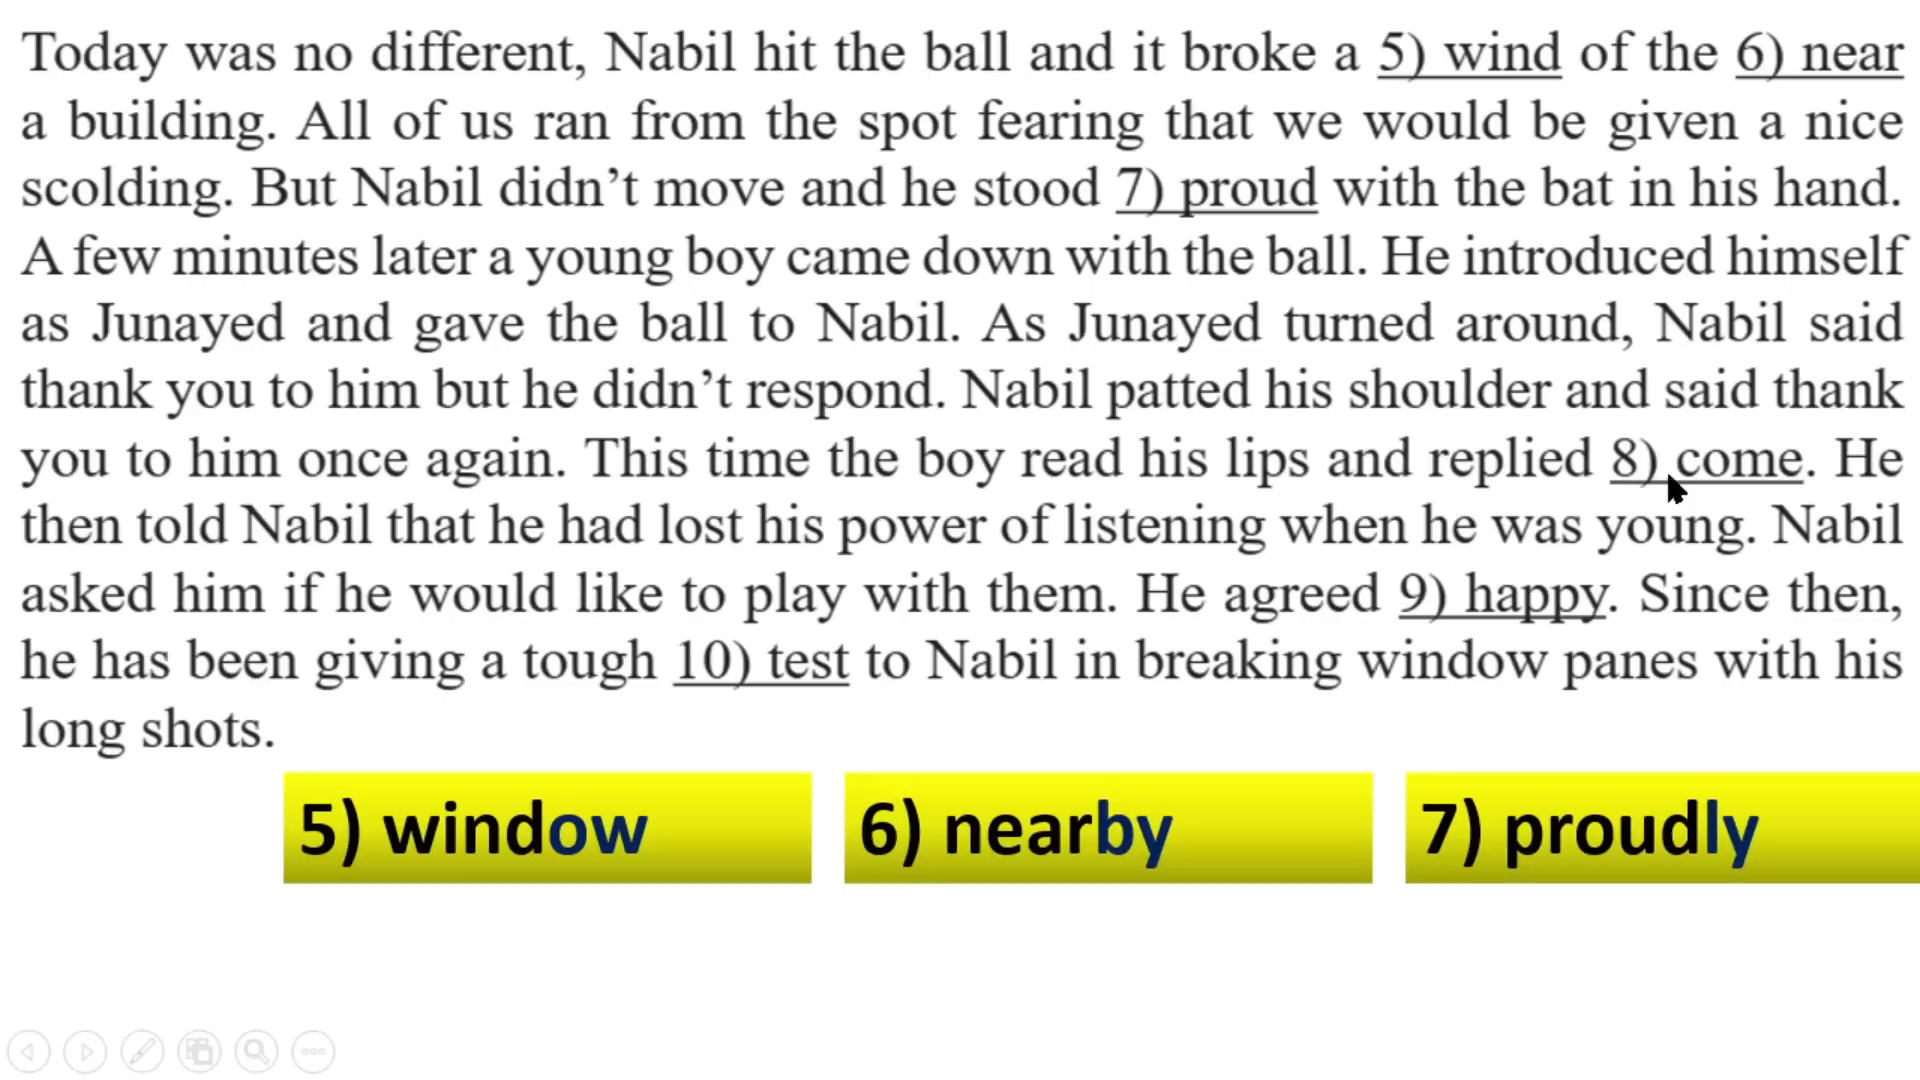 Today was no different, Nabil hit the ball and it broke a 5) wind of the 6) near
a building. All of us ran from the spot fearing that we would be given a nice
scolding. But Nabil didn’t move and he stood 7) proud with the bat in his hand.
A few minutes later a young boy came down with the ball. He introduced himself
as Junayed and gave the ball to Nabil. As Junayed turned around, Nabil said
thank you to him but he didn’t respond. Nabil patted his shoulder and said thank
you to him once again. This time the boy read his lips and replied 8) come. He
then told Nabil that he had lost his power of listening when he was young. Nabil
asked him if he would like to play with them. He agreed 9) happy. Since then,
he has been giving a tough 10) test to Nabil in breaking window panes with his
long shots.
5) window 6) nearby 7) proudly